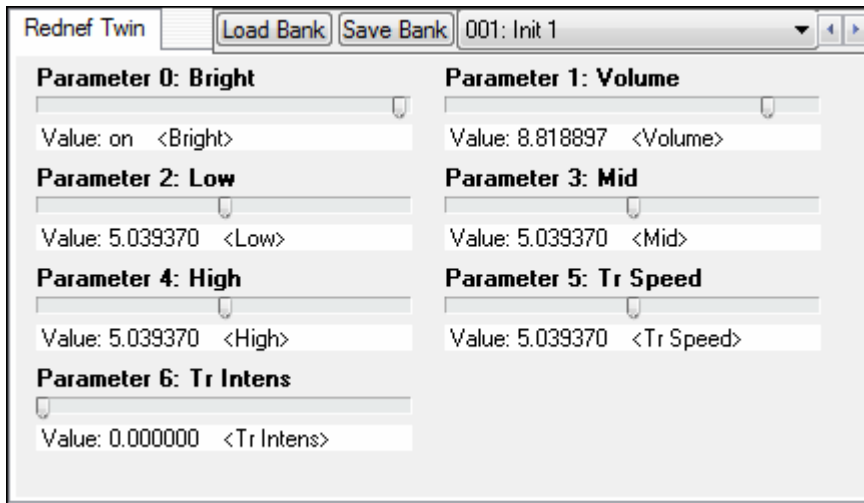 Rednef Twin Load Bank Save Bank 001: Init 1
Parameter 0: Bright
Value: on <Bright>
Parameter 1: Volume
Value: 8.818897 <Volume>
Parameter 2: Low
Value: 5.039370 <Low>
Parameter 3: Mid
Value: 5.039370 <Mid>
Parameter 4: High
Value: 5.039370 <High>
Parameter 5: Tr Speed
Value: 5.039370 <Tr Speed>
Parameter 6: Tr Intens
Value: 0.000000 <Tr Intens>